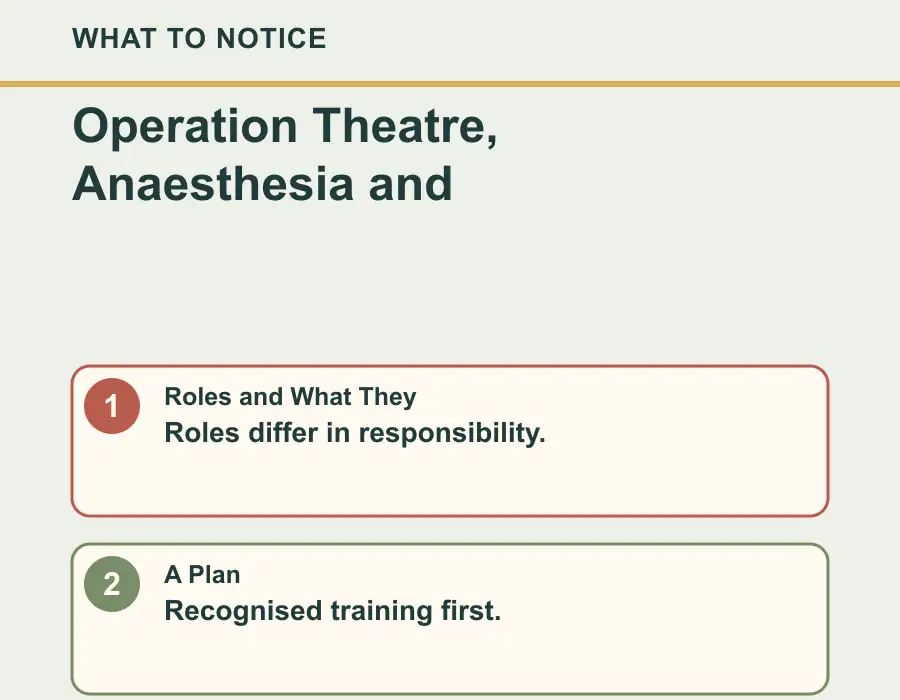 WHAT TO NOTICE
Operation Theatre,
Anaesthesia and
1
Roles and What They
Roles differ in responsibility.
2
A Plan
Recognised training first.